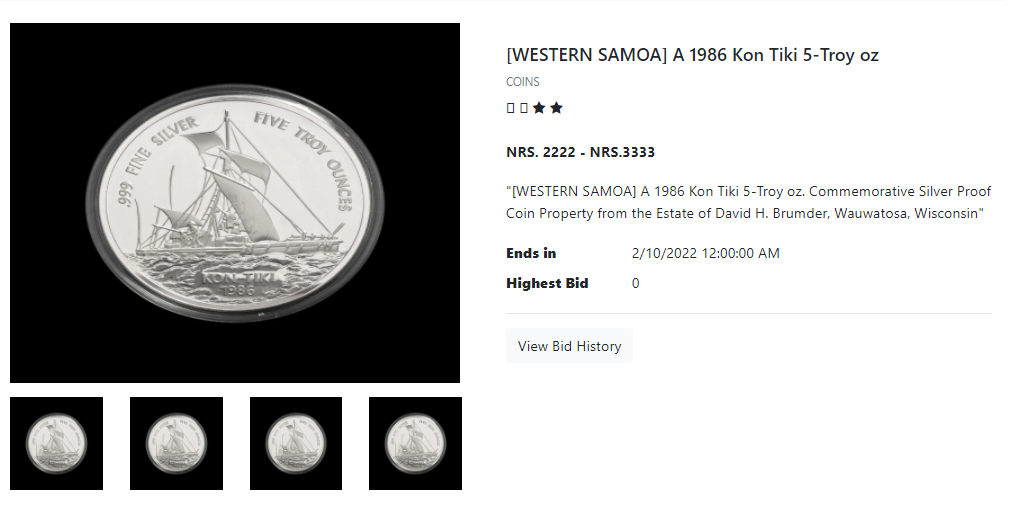 .999 FINE SILVER
FIVE TROY OUNCES
KON-TIKI
1986
[WESTERN SAMOA] A 1986 Kon Tiki 5-Troy oz
COINS
NRS. 2222 - NRS.3333
"[WESTERN SAMOA] A 1986 Kon Tiki 5-Troy oz. Commemorative Silver Proof
Coin Property from the Estate of David H. Brumder, Wauwatosa, Wisconsin"
Ends in 2/10/2022 12:00:00 AM
Highest Bid 0
View Bid History